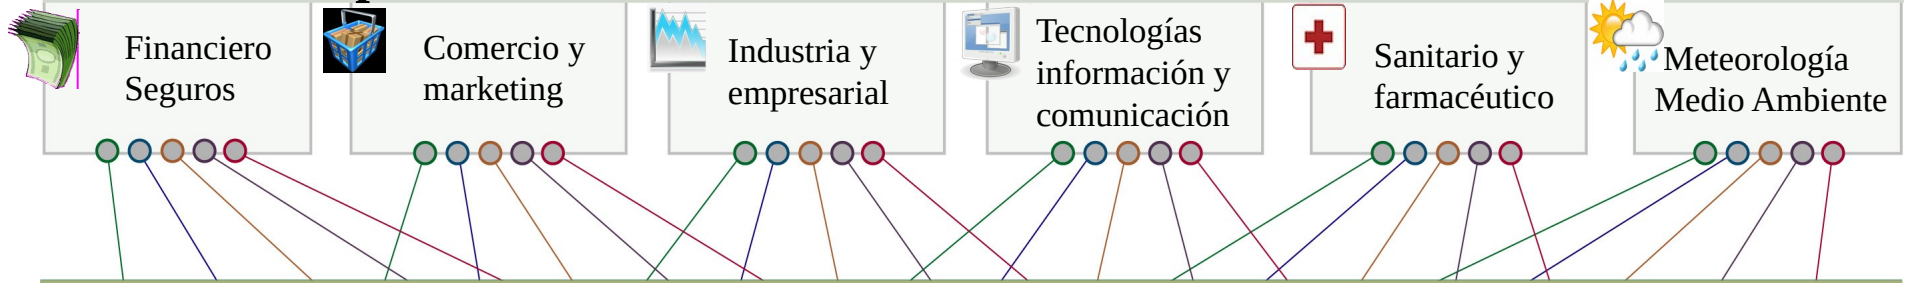 Financiero
Seguros
Comercio y
marketing
Industria y
empresarial
Tecnologías
información y
comunicación
Sanitario y
farmacéutico
Meteorología
Medio Ambiente